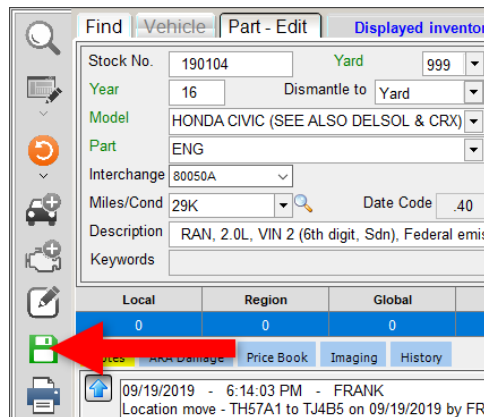 Find Vehicle Part - Edit Displayed inventor
Stock No. 190104 Yard 999
Year 16 Dismantle to Yard
Model HONDA CIVIC (SEE ALSO DELSOL & CRX)
Part ENG
Interchange 80050A
Miles/Cond 29K Date Code .40
Description RAN, 2.0L, VIN 2 (6th digit, Sdn), Federal emis
Keywords
Local Region Global
0 0 0
Notes AKA Damage Price Book Imaging History
09/19/2019 - 6:14:03 PM - FRANK
Location move - TH57A1 to TJ4B5 on 09/19/2019 by FR